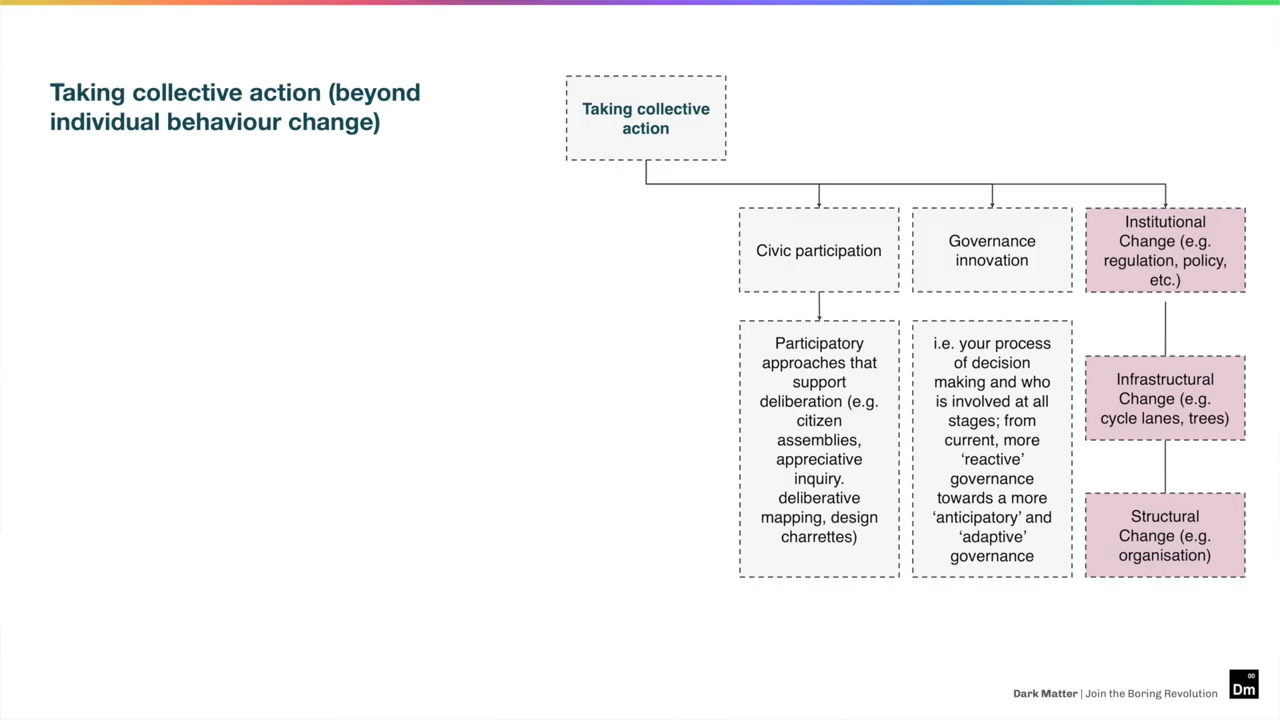 Taking collective action (beyond
individual behaviour change)
Taking collective
action
Civic participation
Governance
innovation
Institutional
Change (e.g.
regulation, policy,
etc.)
Participatory
approaches that
support
deliberation (e.g.
citizen
assemblies,
appreciative
inquiry.
deliberative
mapping, design
charrettes)
i.e. your process
of decision
making and who
is involved at all
stages; from
current, more
‘reactive’
governance
towards a more
‘anticipatory’ and
‘adaptive’
governance
Infrastructural
Change (e.g.
cycle lanes, trees)
Structural
Change (e.g.
organisation)
Dark Matter | Join the Boring Revolution
00
Dm